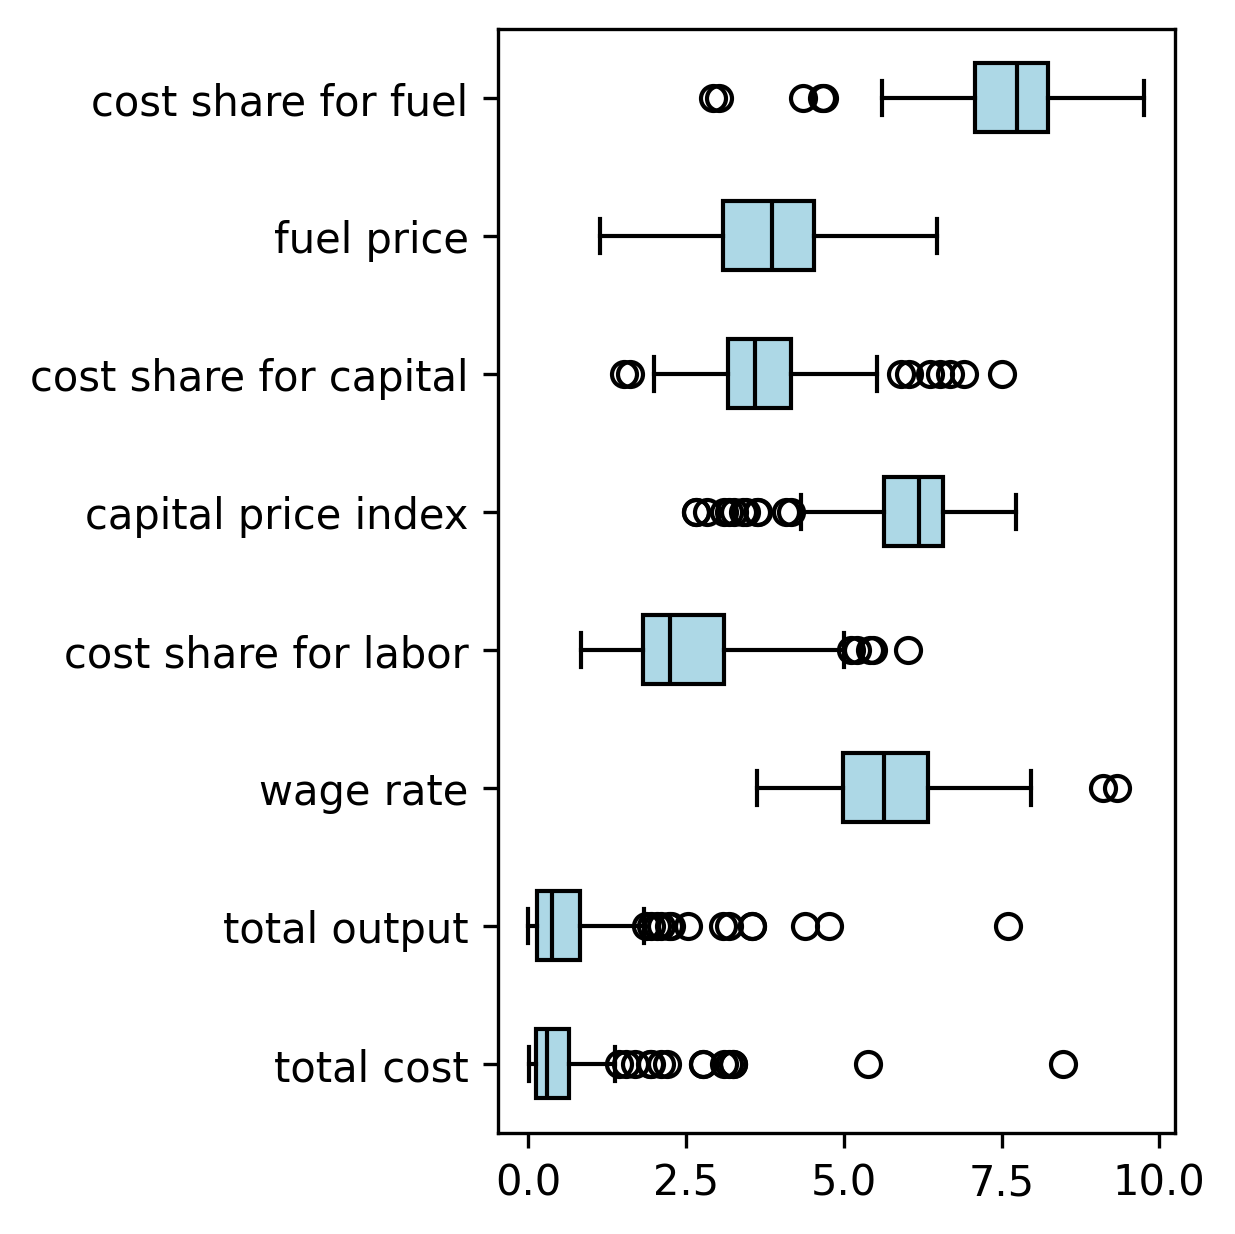 cost share for fuel
fuel price
cost share for capital
capital price index
cost share for labor
wage rate
total output
total cost
0.0 2.5 5.0 7.5 10.0